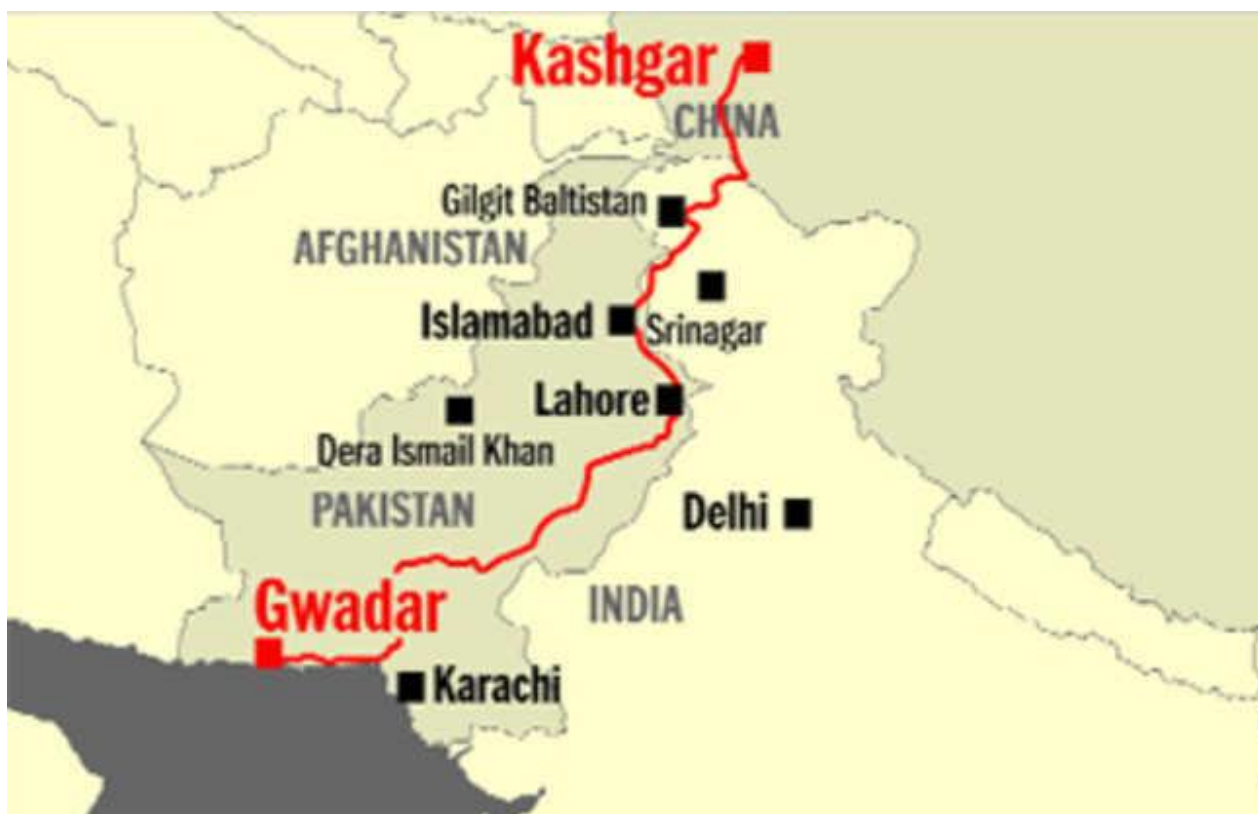 Kashgar
CHINA
Gilgit Baltistan
AFGHANISTAN
Islamabad
Srinagar
Lahore
Dera Ismail Khan
PAKISTAN
Delhi
Gwadar
INDIA
Karachi